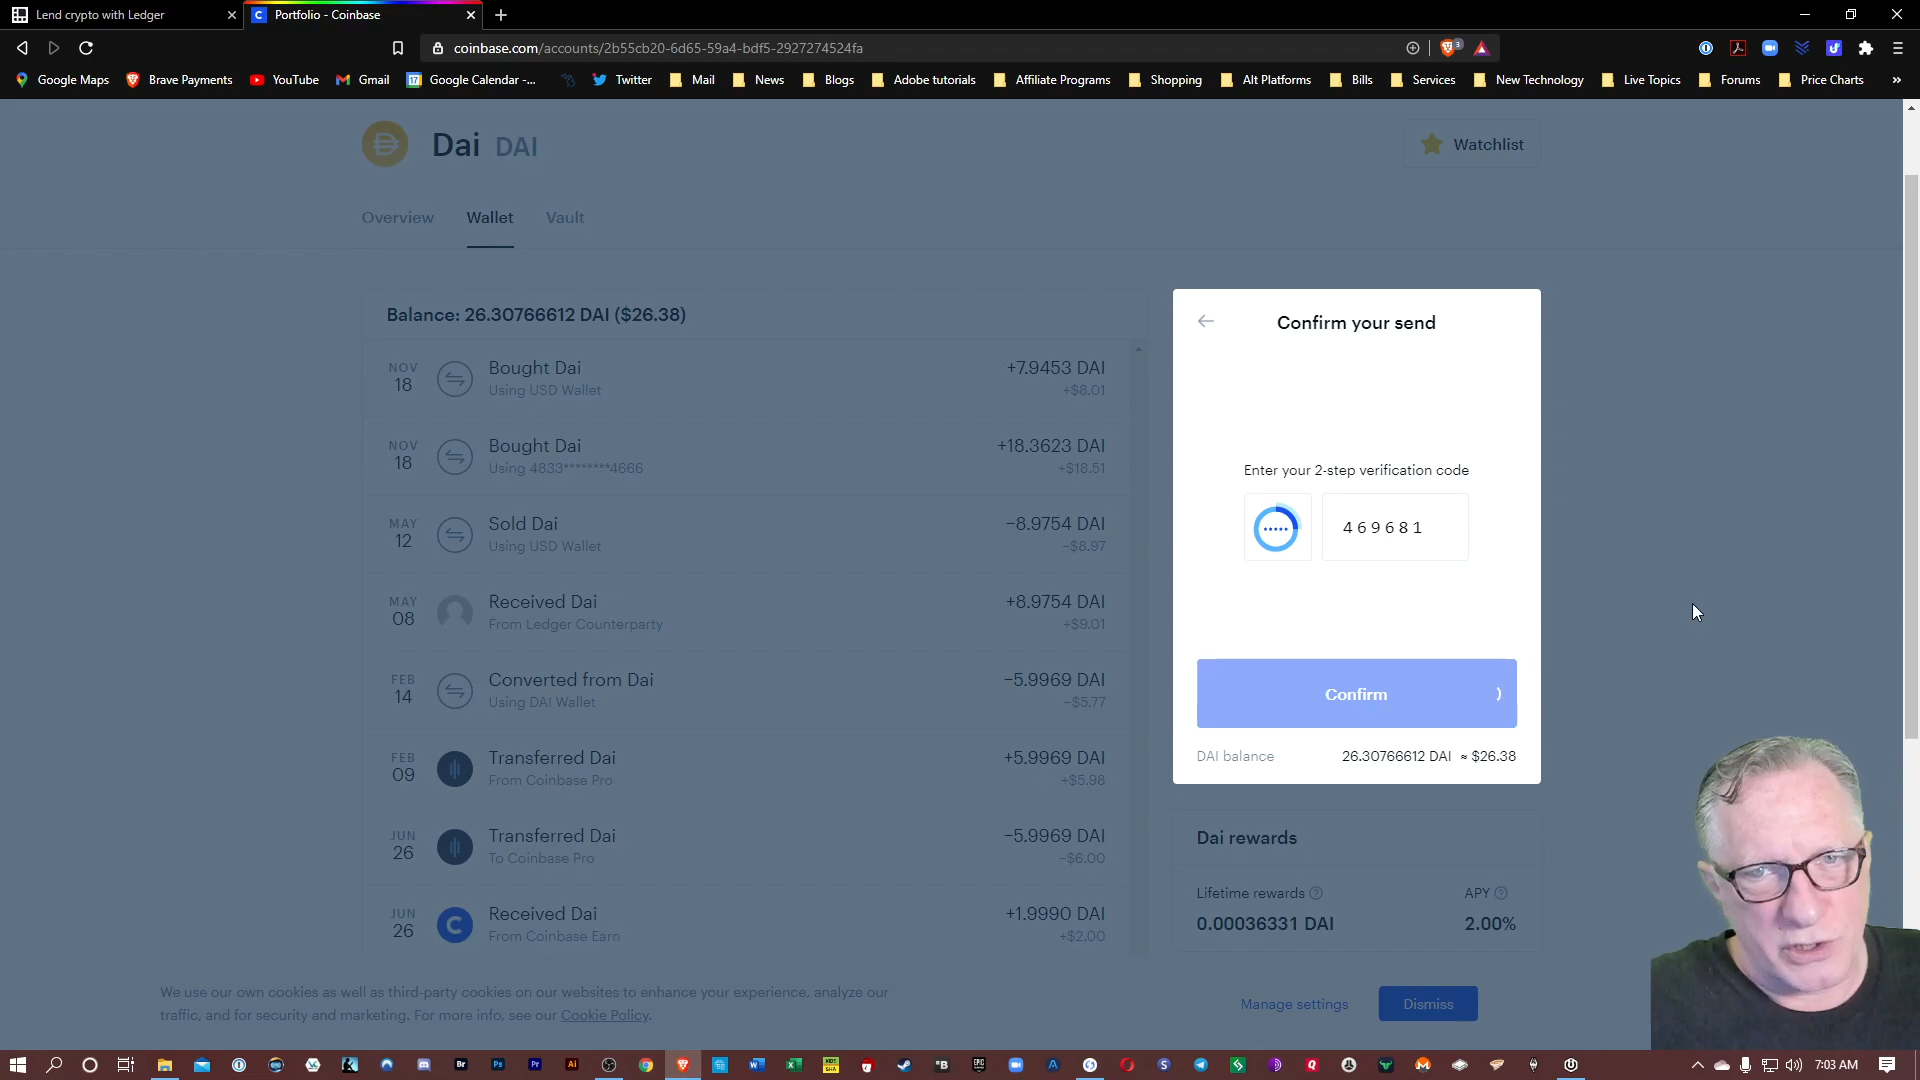 Lend crypto with Ledger
Portfolio - Coinbase
coinbase.com/accounts/2b55cb20-6d65-59a4-bdf5-2927274524fa
Google Maps
Brave Payments
YouTube
Gmail
Google Calendar -...
Twitter
Mail
News
Blogs
Adobe tutorials
Affiliate Programs
Shopping
Alt Platforms
Bills
Services
New Technology
Live Topics
Forums
Price Charts
Dai DAI
Watchlist
Overview
Wallet
Vault
Balance: 26.30766612 DAI ($26.38)
NOV 18
Bought Dai
Using USD Wallet
+7.9453 DAI
+$8.01
NOV 18
Bought Dai
Using 4833********4666
+18.3623 DAI
+$18.51
MAY 12
Sold Dai
Using USD Wallet
−8.9754 DAI
−$8.97
MAY 08
Received Dai
From Ledger Counterparty
+8.9754 DAI
+$9.01
FEB 14
Converted from Dai
Using DAI Wallet
−5.9969 DAI
−$5.77
FEB 09
Transferred Dai
From Coinbase Pro
+5.9969 DAI
+$5.98
JUN 26
Transferred Dai
To Coinbase Pro
−5.9969 DAI
−$6.00
JUN 26
Received Dai
From Coinbase Earn
+1.9990 DAI
+$2.00
Confirm your send
Enter your 2-step verification code
469681
Confirm
DAI balance
26.30766612 DAI ≈ $26.38
Dai rewards
Lifetime rewards
APY
0.00036331 DAI
2.00%
We use our own cookies as well as third-party cookies on our websites to enhance your experience, analyze our
traffic, and for security and marketing. For more info, see our Cookie Policy.
Manage settings
Dismiss
7:03 AM